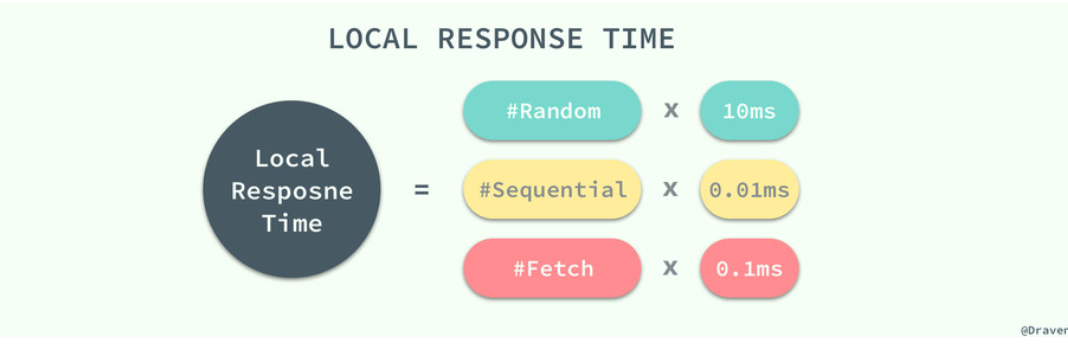 LOCAL RESPONSE TIME
Local
Resposne
Time
=
#Random x 10ms
#Sequential x 0.01ms
#Fetch x 0.1ms
@Draven